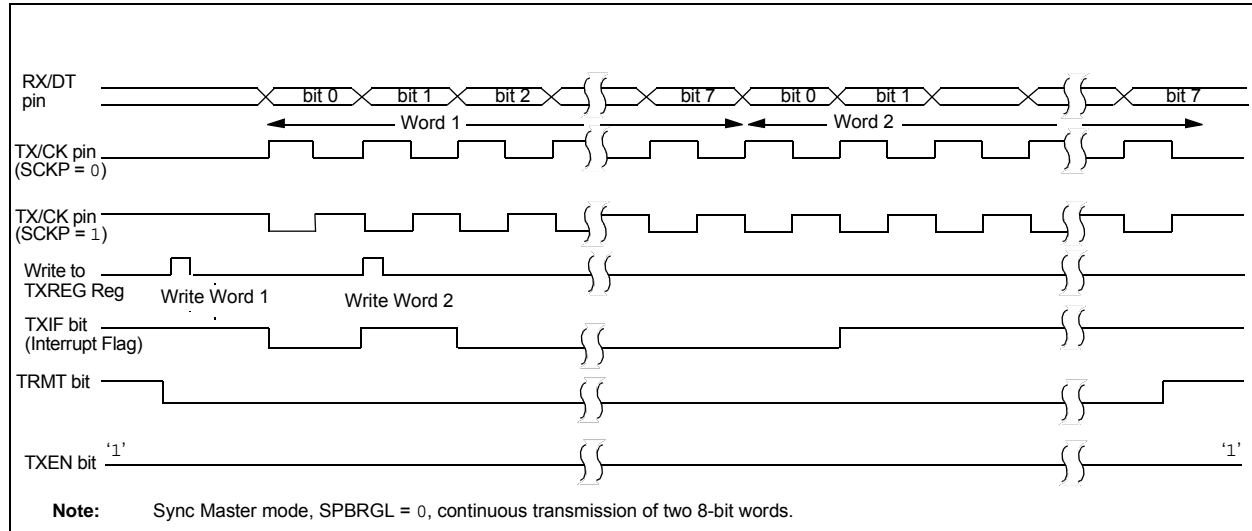 RX/DT
pin
bit 0 bit 1 bit 2 bit 7 bit 0 bit 1 bit 7
Word 1 Word 2
TX/CK pin
(SCKP = 0)
TX/CK pin
(SCKP = 1)
Write to
TXREG Reg
Write Word 1 Write Word 2
TXIF bit
(Interrupt Flag)
TRMT bit
TXEN bit ‘1’ ‘1’
Note: Sync Master mode, SPBRGL = 0, continuous transmission of two 8-bit words.